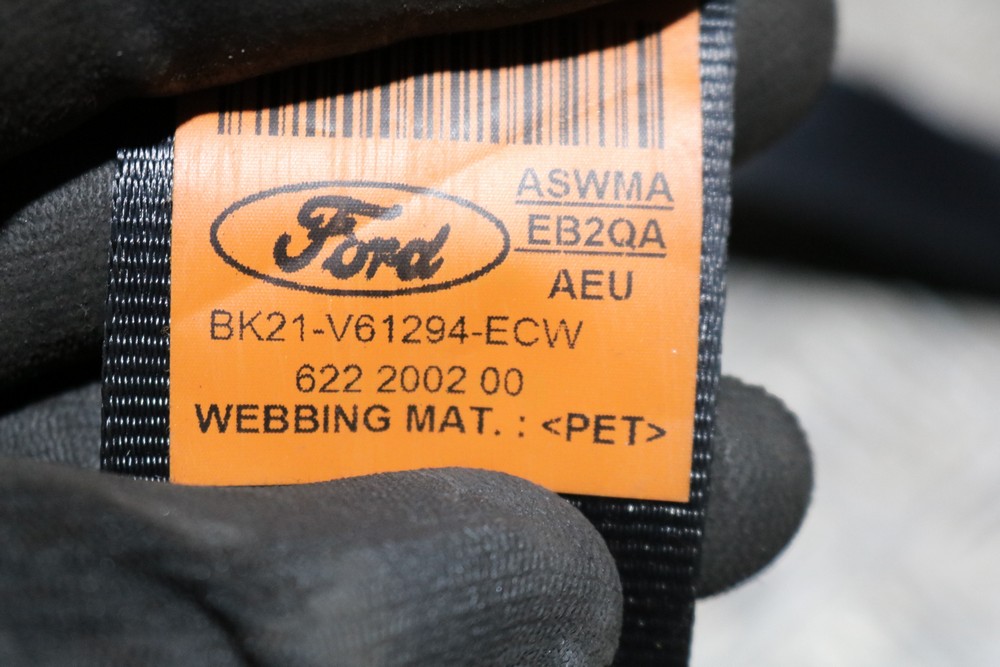 ASWMA
EB2QA
Ford
AEU
BK21-V61294-ECW
622 2002 00
WEBBING MAT. : <PET>